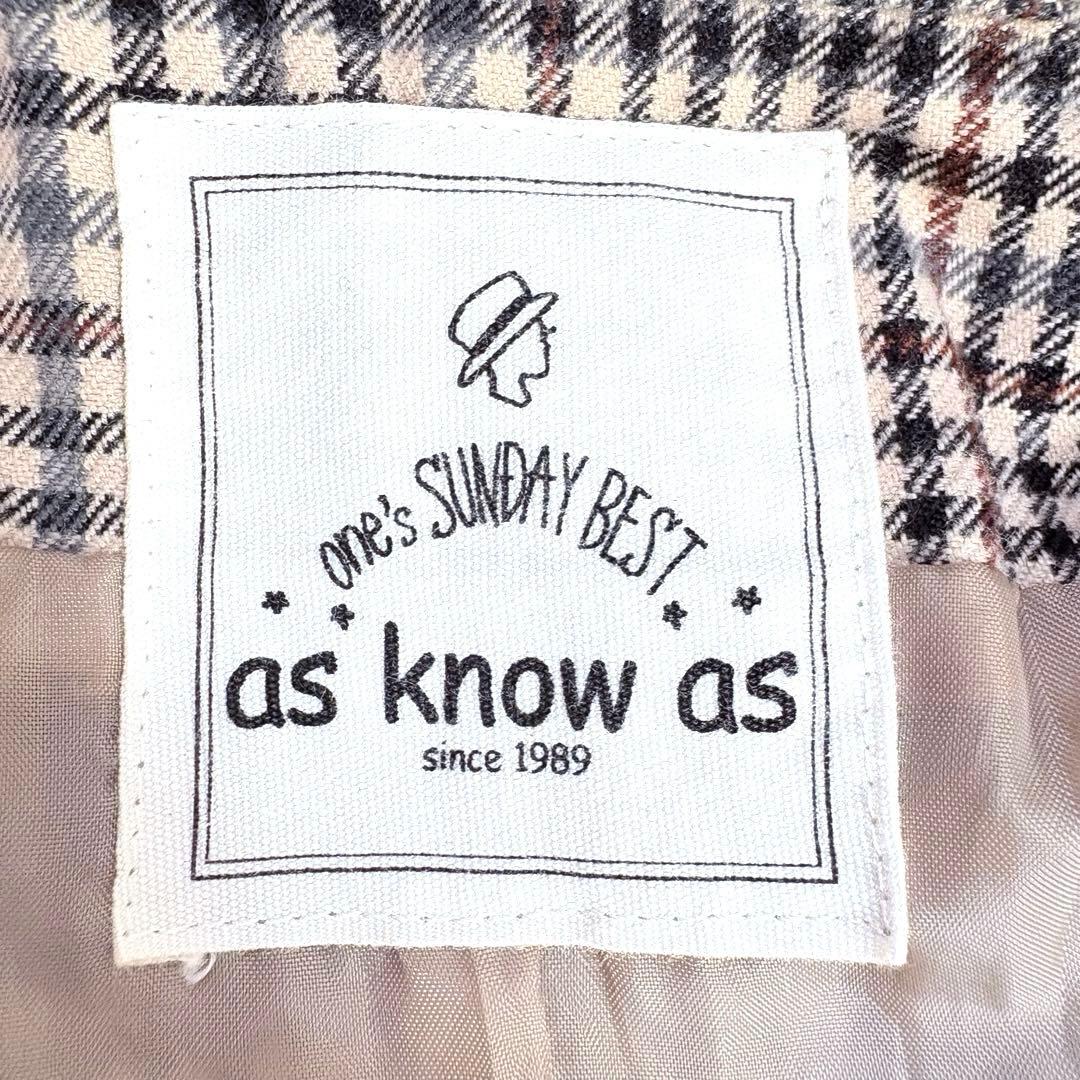 one's SUNDAY BEST
as know as
since 1989